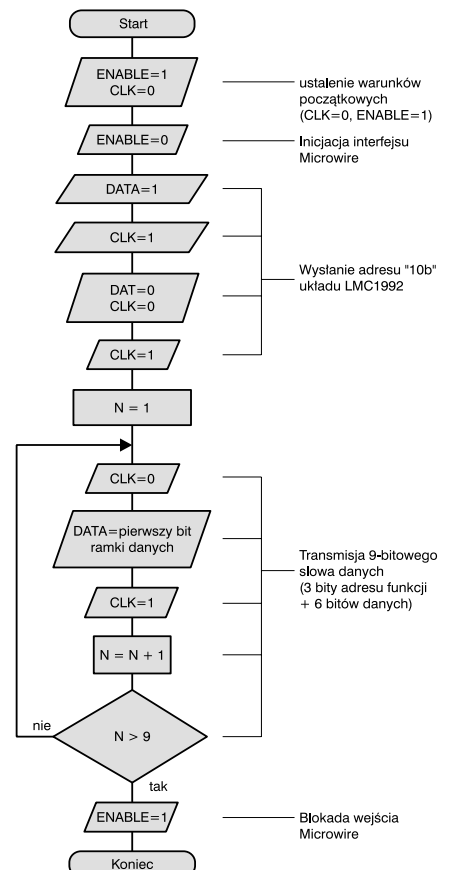 Start
ENABLE=1
CLK=0
ustalenie warunków
początkowych
(CLK=0, ENABLE=1)
ENABLE=0
Inicjacja interfejsu
Microwire
DATA=1
CLK=1
Wysłanie adresu "10b"
układu LMC1992
DAT=0
CLK=0
CLK=1
N = 1
CLK=0
DATA=pierwszy bit
ramki danych
Transmisja 9-bitowego
słowa danych
(3 bity adresu funkcji
+ 6 bitów danych)
CLK=1
N = N + 1
nie
N > 9
tak
ENABLE=1
Blokada wejścia
Microwire
Koniec